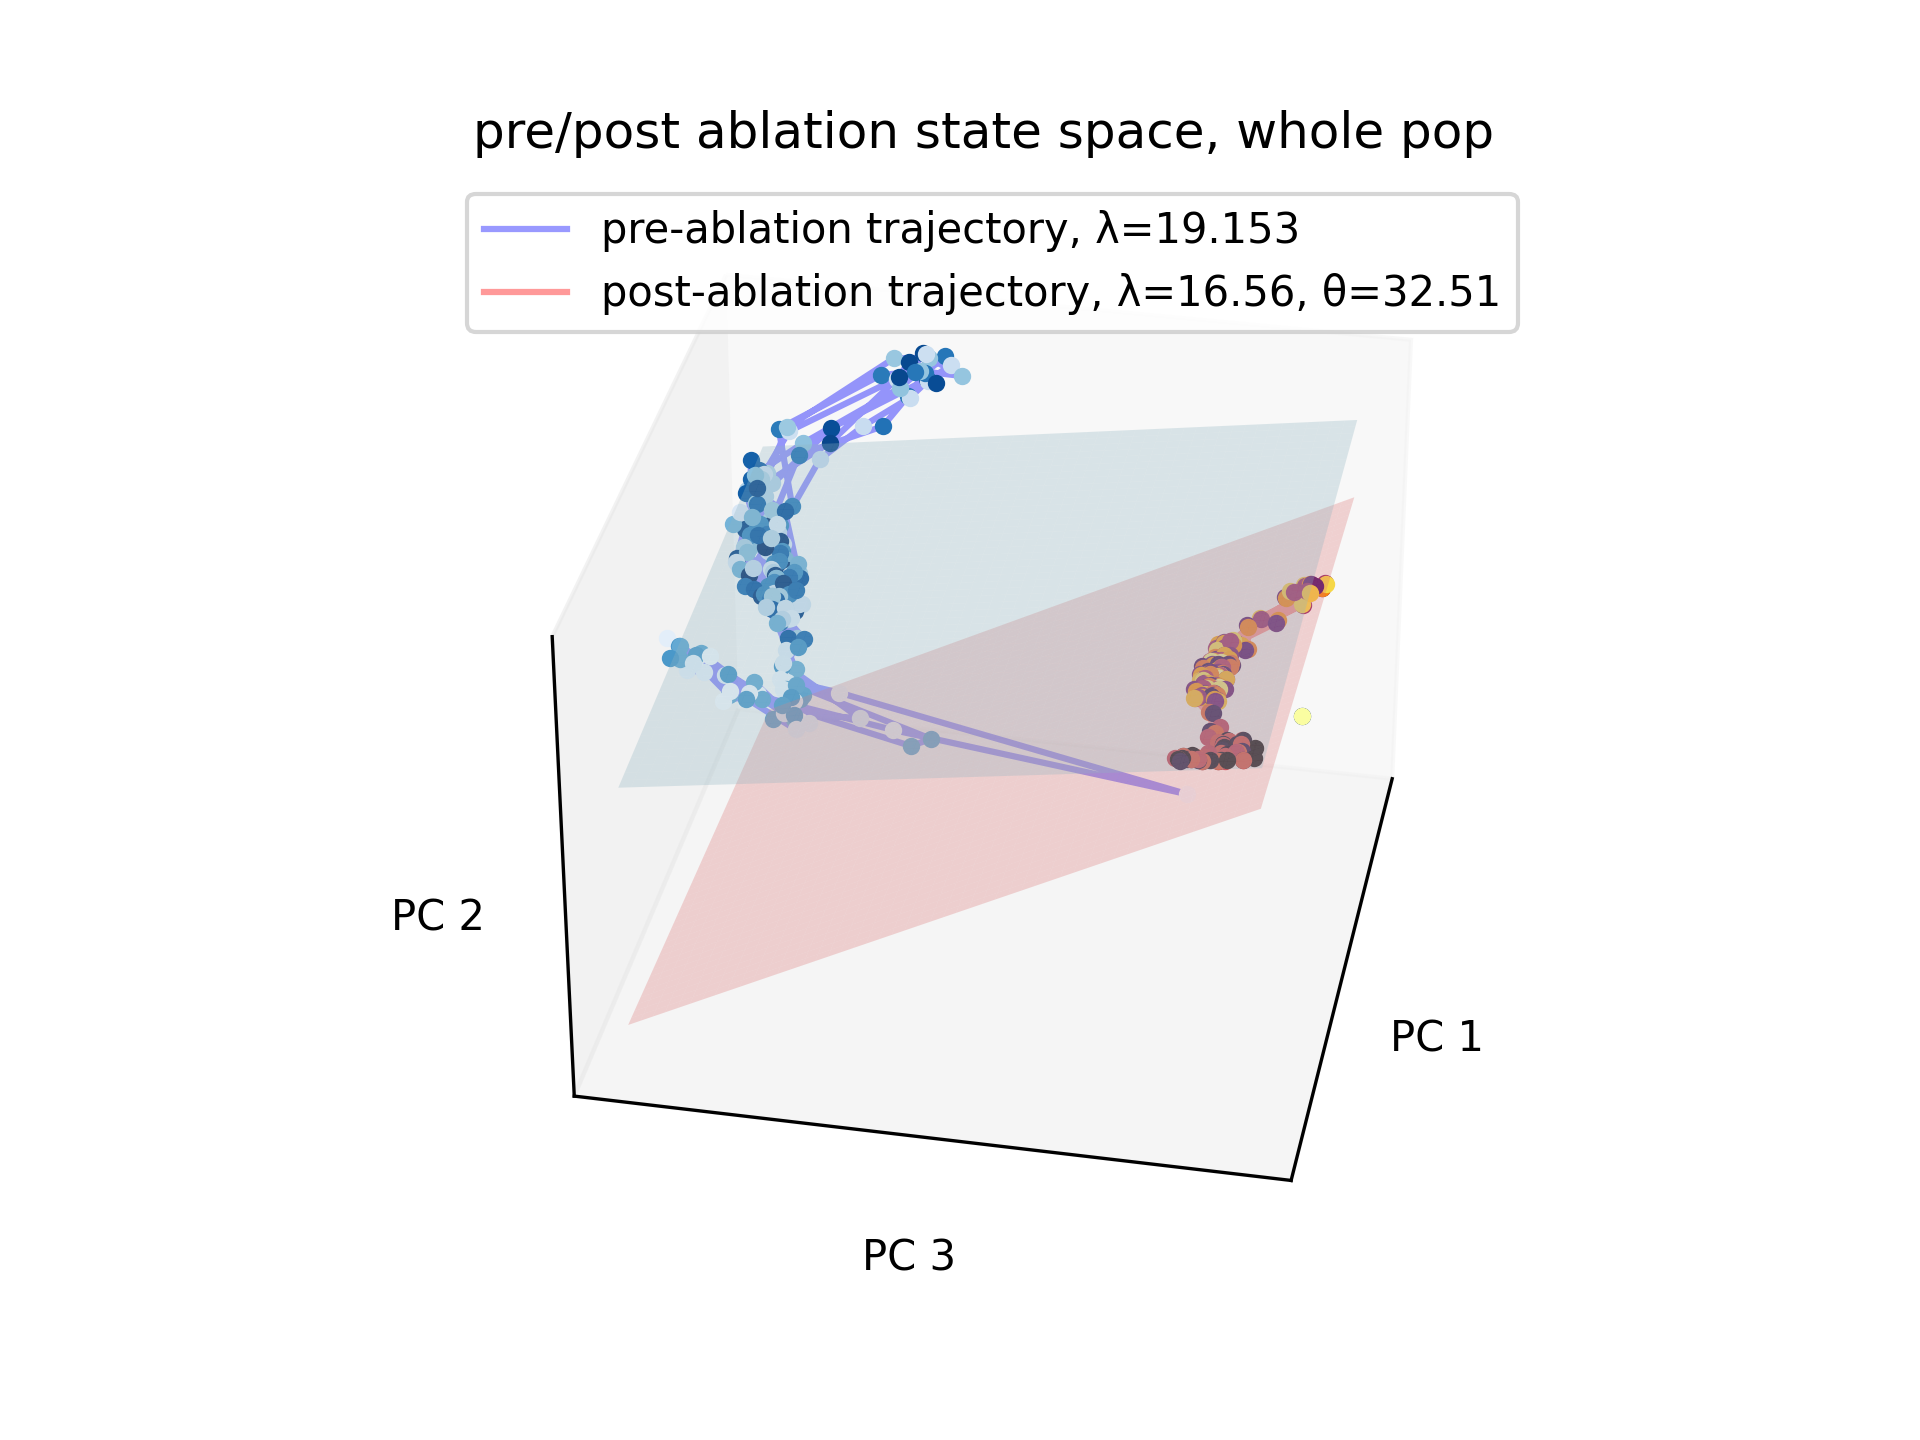 pre/post ablation state space, whole pop
pre-ablation trajectory, λ=19.153
post-ablation trajectory, λ=16.56, θ=32.51
PC 2
PC 1
PC 3